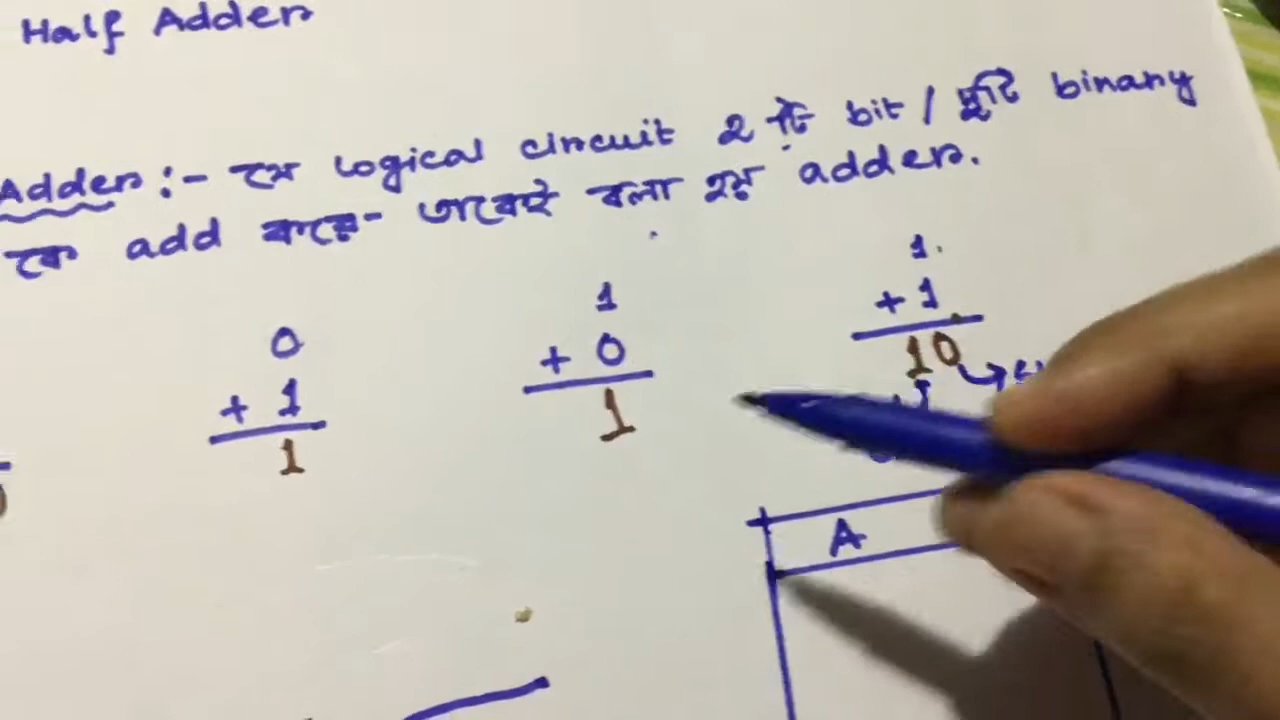 Half Adder
Adder :- যে logical circuit 2 টি bit / দুটি binary
কে add করে- তাকেই বলা হয় adder.
0
+ 1
1
1
+ 0
1
1
+ 1
10
A